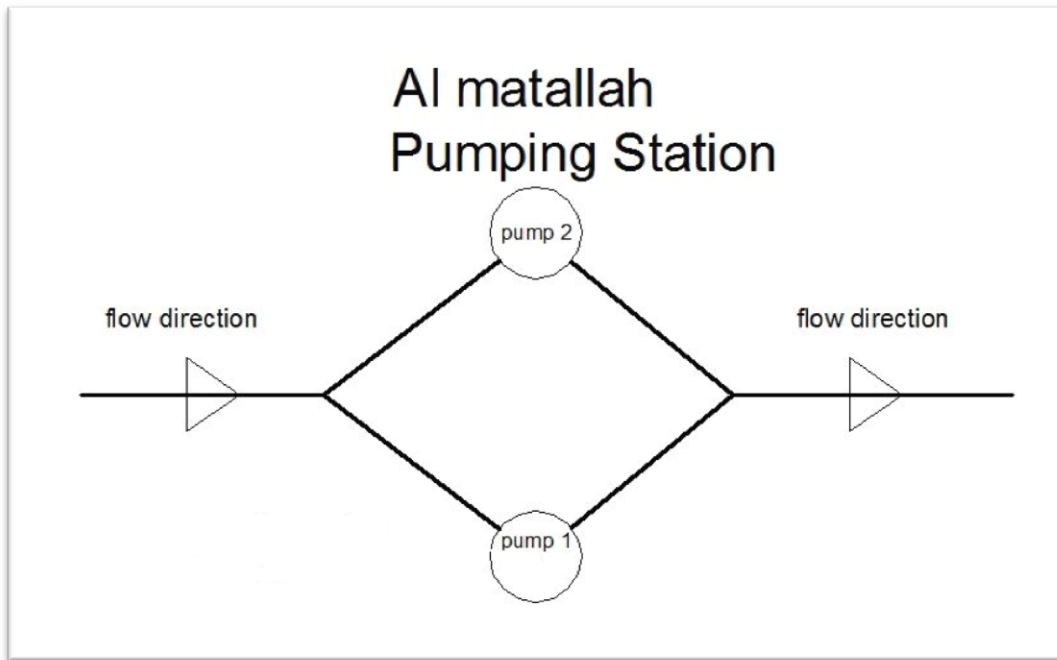 Al matallah
Pumping Station
pump 2
flow direction
flow direction
pump 1